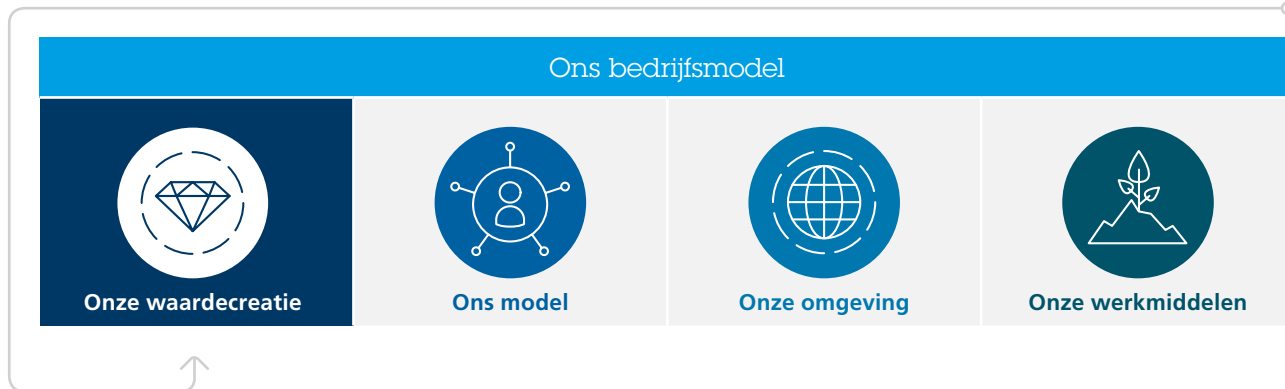 Ons bedrijfsmodel
Onze waardecreatie
Ons model
Onze omgeving
Onze werkmiddelen